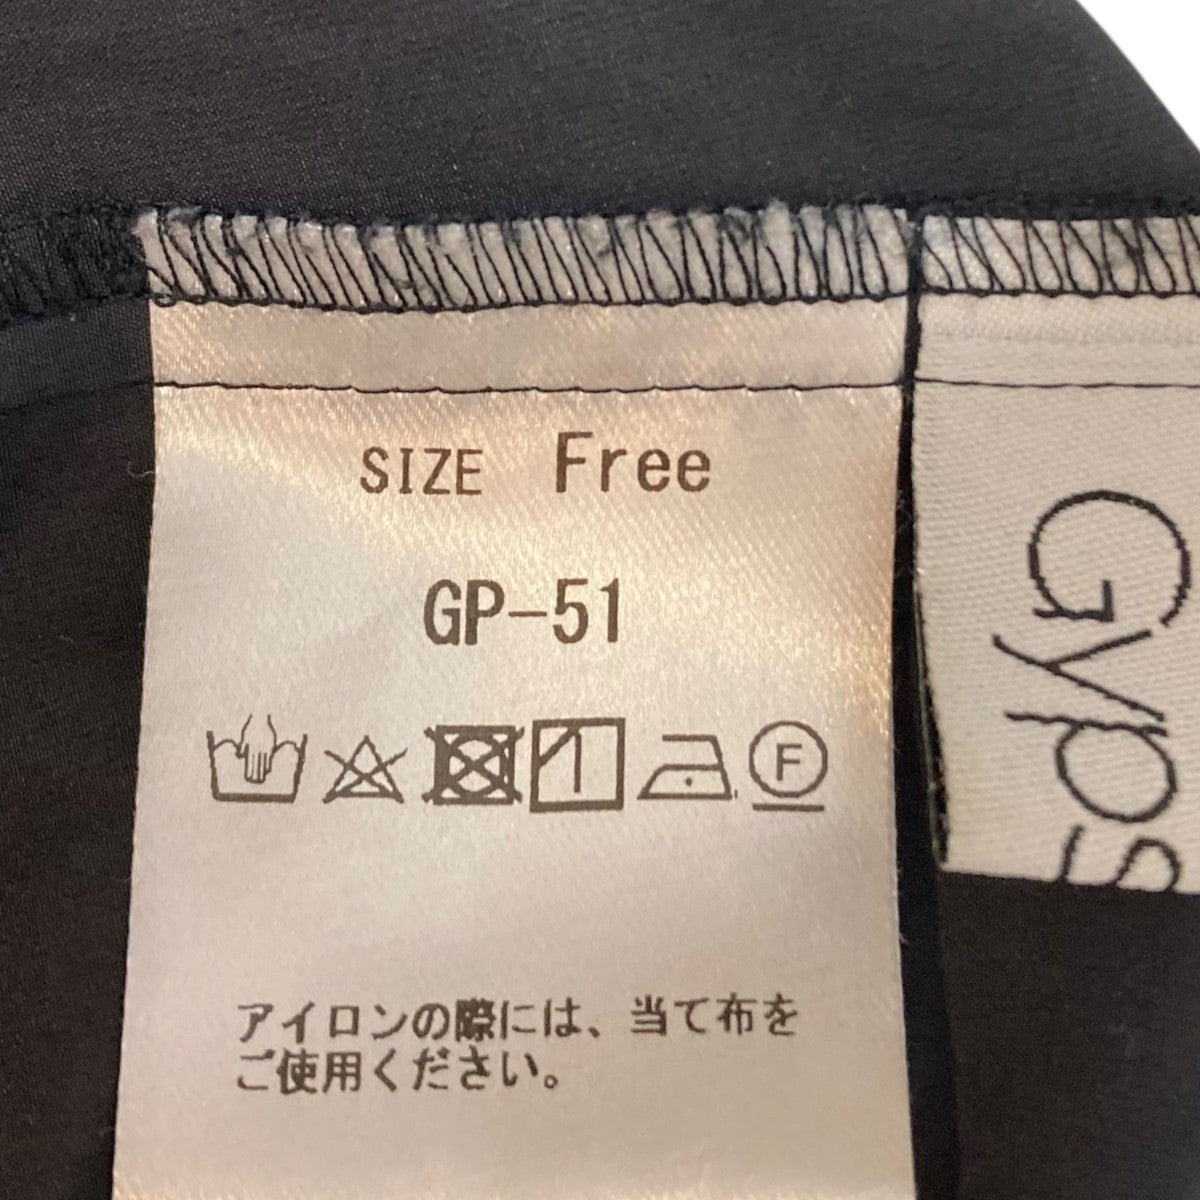 SIZE Free
GP-51
F
アイロンの際には、当て布を
ご使用ください。
Gyps